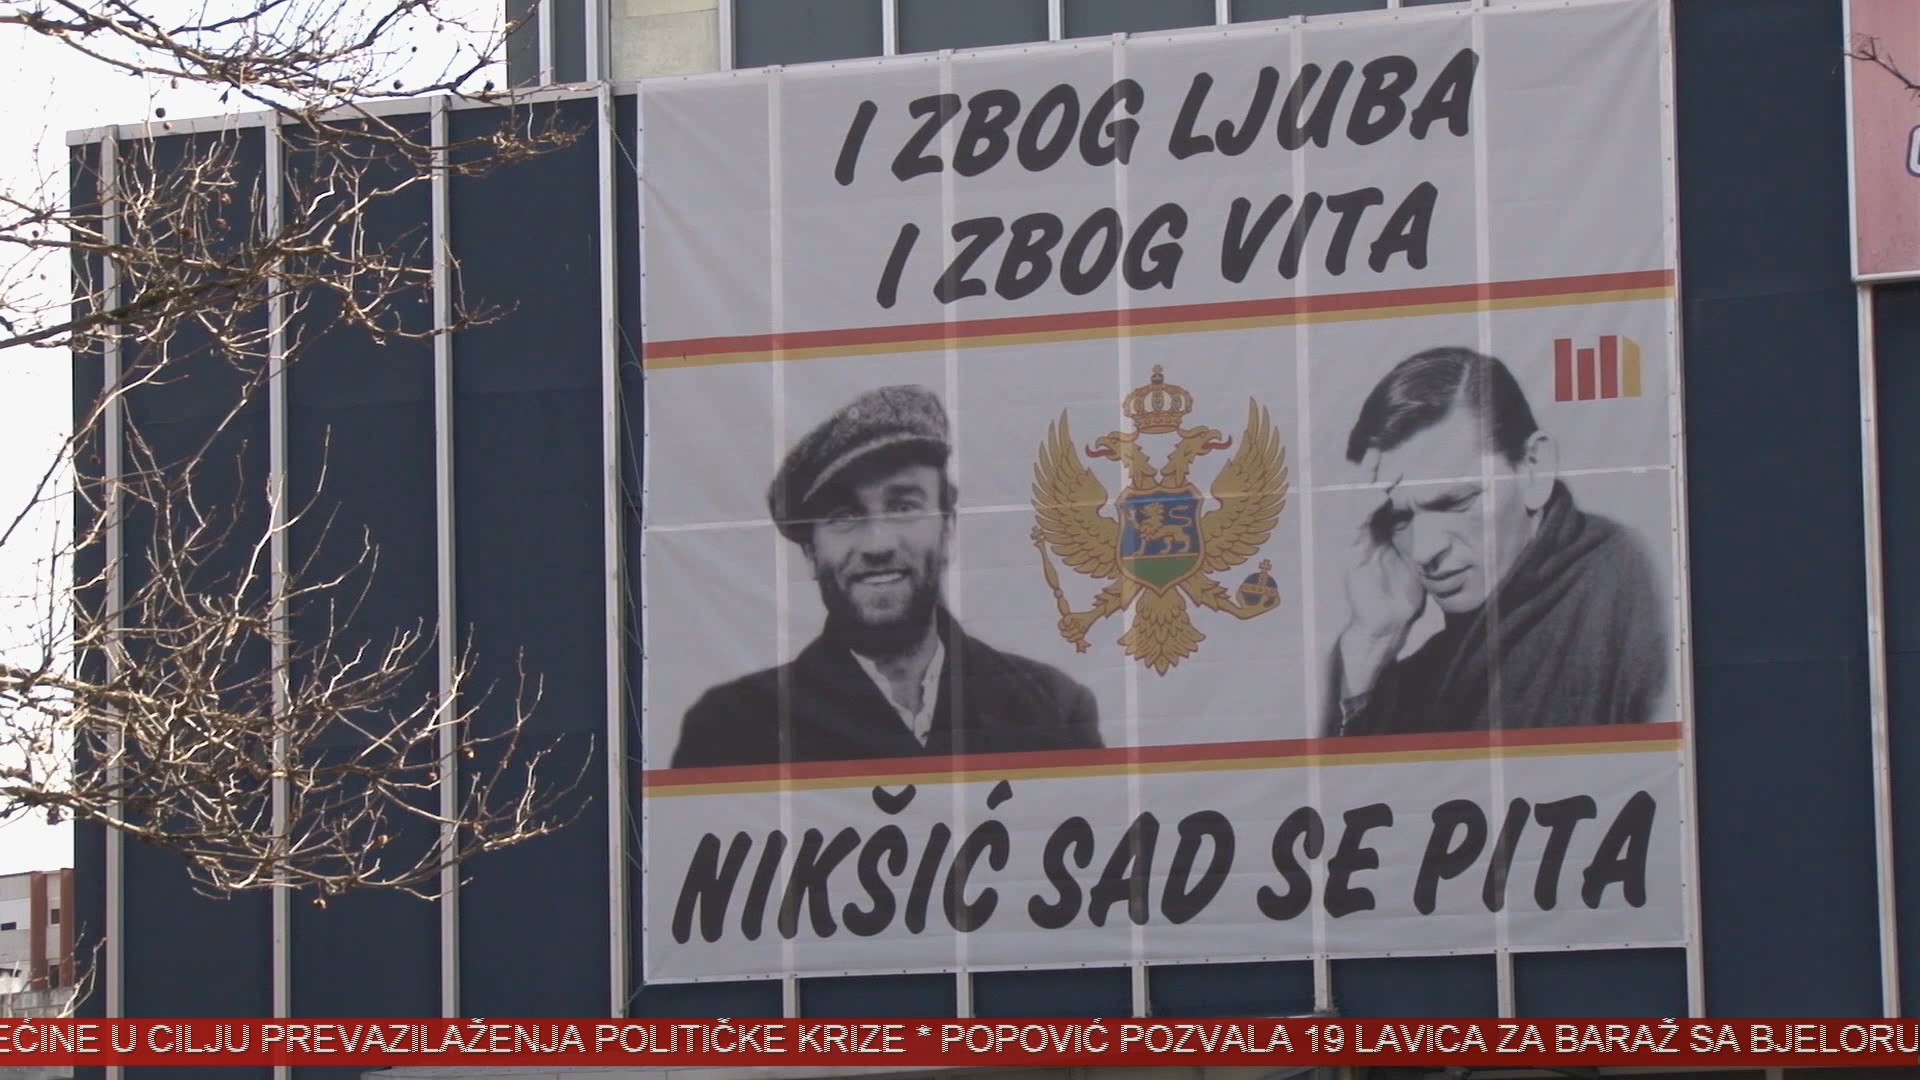 I ZBOG LJUBA
I ZBOG VITA
NIKŠIĆ SAD SE PITA
EČINE U CILJU PREVAZILAŽENJA POLITIČKE KRIZE * POPOVIĆ POZVALA 19 LAVICA ZA BARAŽ SA BJELORU